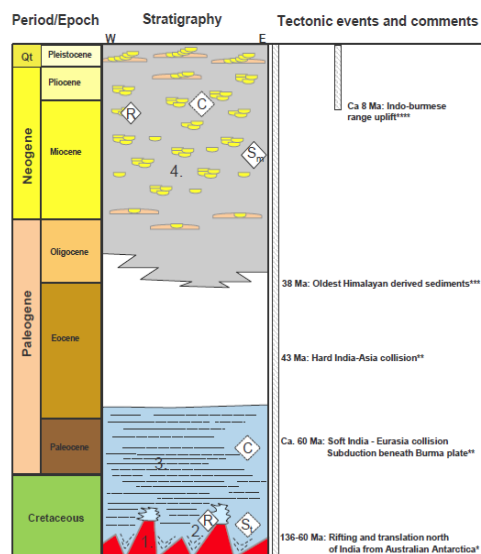 Period/Epoch
Stratigraphy
Tectonic events and comments
W
E
Qt
Pleistocene
Pliocene
Neogene
Miocene
R
C
Sm
4.
Ca 8 Ma: Indo-burmese
range uplift****
Oligocene
38 Ma: Oldest Himalayan derived sediments***
Paleogene
Eocene
43 Ma: Hard India-Asia collision**
Paleocene
C
3.
Ca. 60 Ma: Soft India - Eurasia collision
Subduction beneath Burma plate**
Cretaceous
R
2
1.
136-60 Ma: Rifting and translation north
of India from Australian Antarctica*